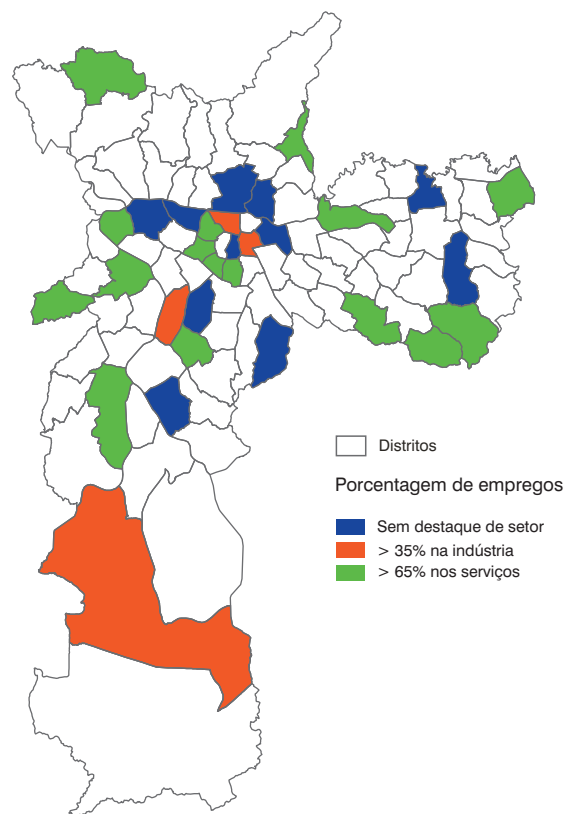 Distritos
Porcentagem de empregos
Sem destaque de setor
> 35% na indústria
> 65% nos serviços